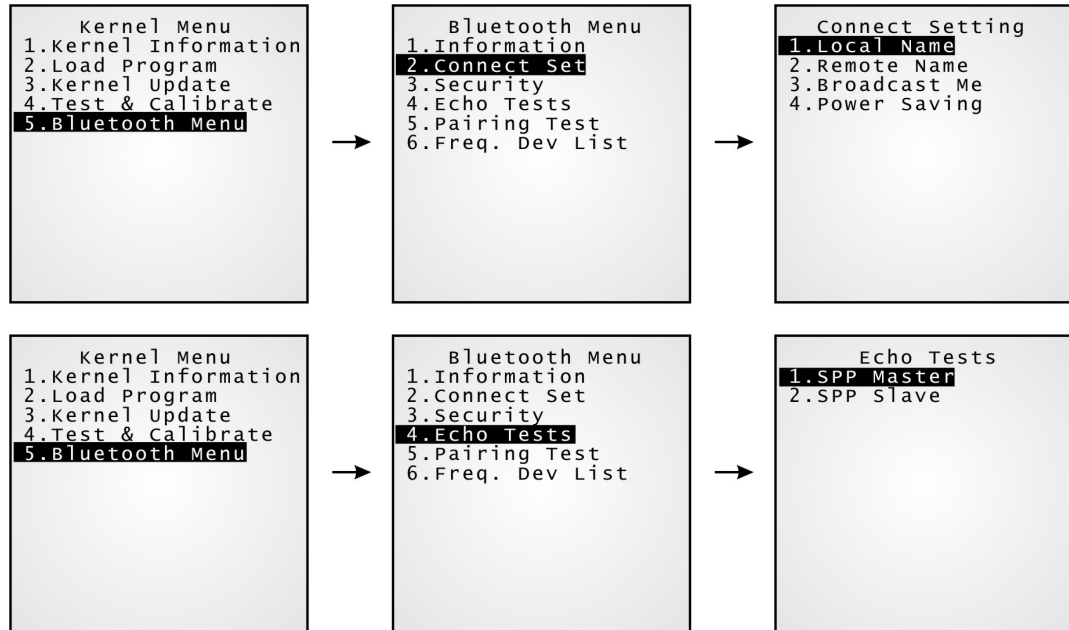 Kernel Menu
1.Kernel Information
2.Load Program
3.Kernel Update
4.Test & Calibrate
5.Bluetooth Menu
Bluetooth Menu
1.Information
2.Connect Set
3.Security
4.Echo Tests
5.Pairing Test
6.Freq. Dev List
Connect Setting
1.Local Name
2.Remote Name
3.Broadcast Me
4.Power Saving
Kernel Menu
1.Kernel Information
2.Load Program
3.Kernel Update
4.Test & Calibrate
5.Bluetooth Menu
Bluetooth Menu
1.Information
2.Connect Set
3.Security
4.Echo Tests
5.Pairing Test
6.Freq. Dev List
Echo Tests
1.SPP Master
2.SPP Slave